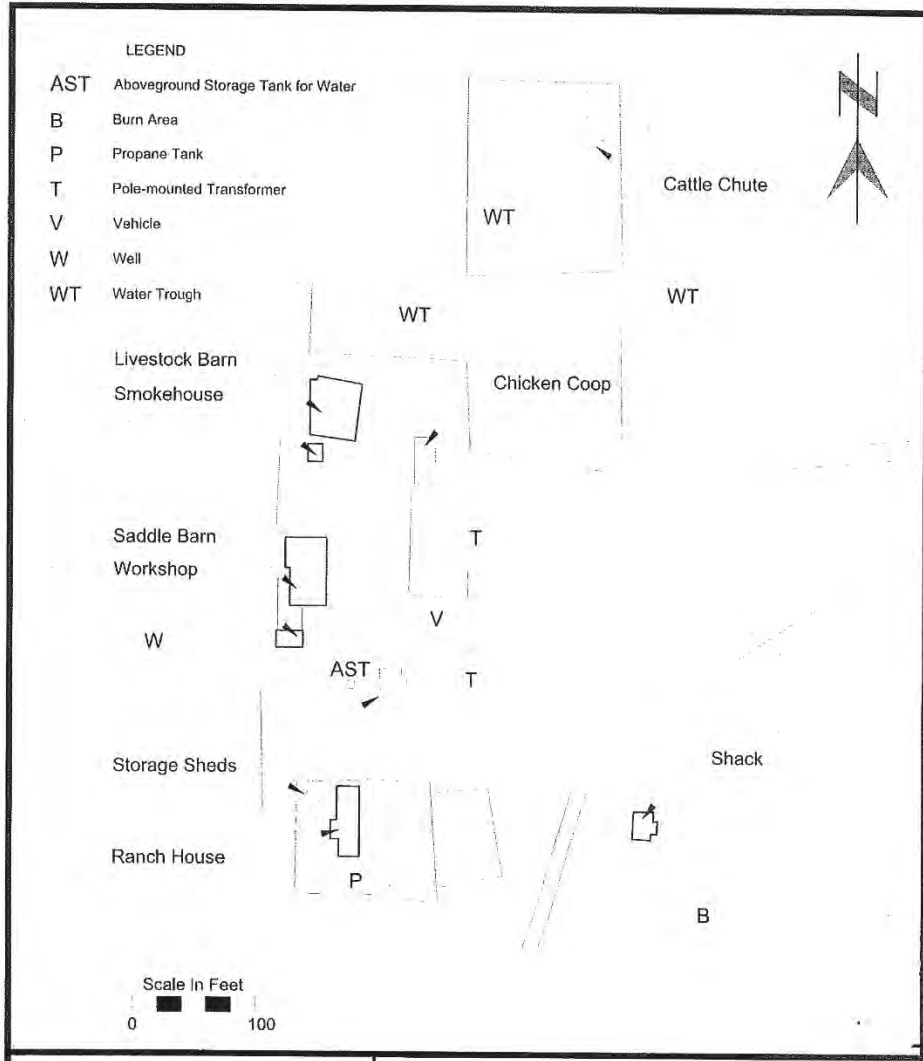 LEGEND
AST Aboveground Storage Tank for Water
B Burn Area
P Propane Tank
T Pole-mounted Transformer
V Vehicle
W Well
WT Water Trough
N
Cattle Chute
WT
WT
WT
Livestock Barn
Smokehouse
Chicken Coop
Saddle Barn
T
Workshop
V
W
AST
T
Storage Sheds
Shack
Ranch House
P
B
Scale In Feet
0 100